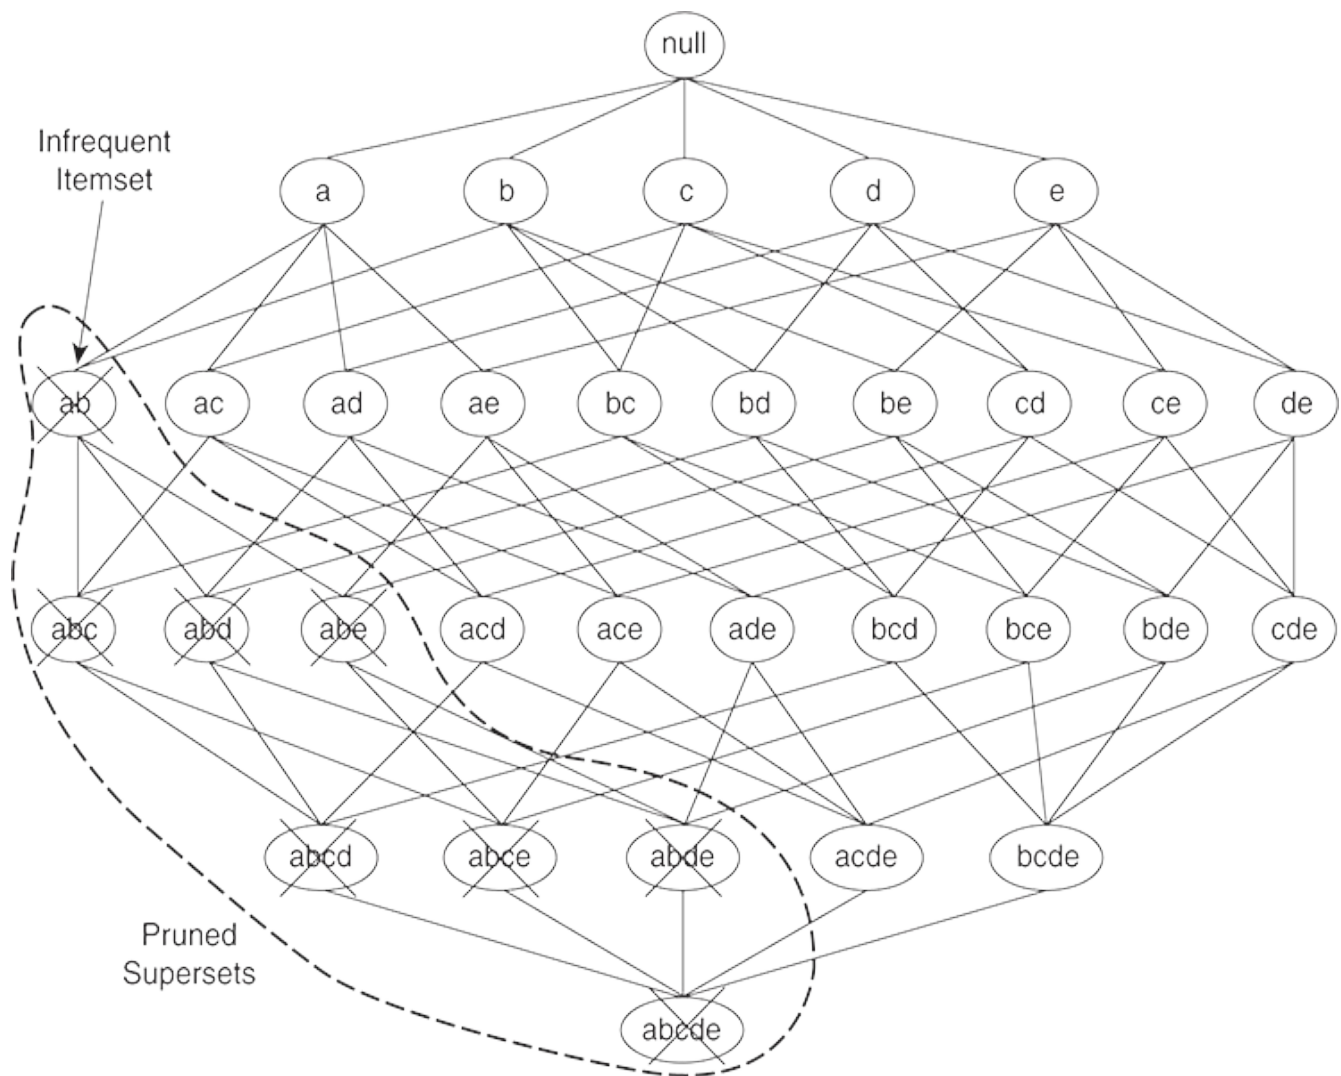 null
Infrequent
Itemset
a b c d e
ab ac ad ae bc bd be cd ce de
abc abd abe acd ace ade bcd bce bde cde
abcd abce abde acde bcde
Pruned
Supersets
abcde